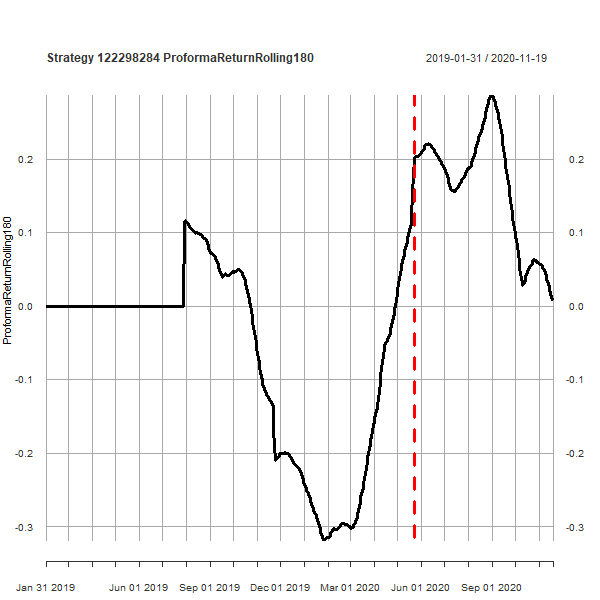 Strategy 122298284 ProformaReturnRolling180 2019-01-31 / 2020-11-19
ProformaReturnRolling180
0.2 0.2
0.1 0.1
0.0 0.0
-0.1 -0.1
-0.2 -0.2
-0.3 -0.3
Jan 31 2019 Jun 01 2019 Sep 01 2019 Dec 01 2019 Mar 01 2020 Jun 01 2020 Sep 01 2020